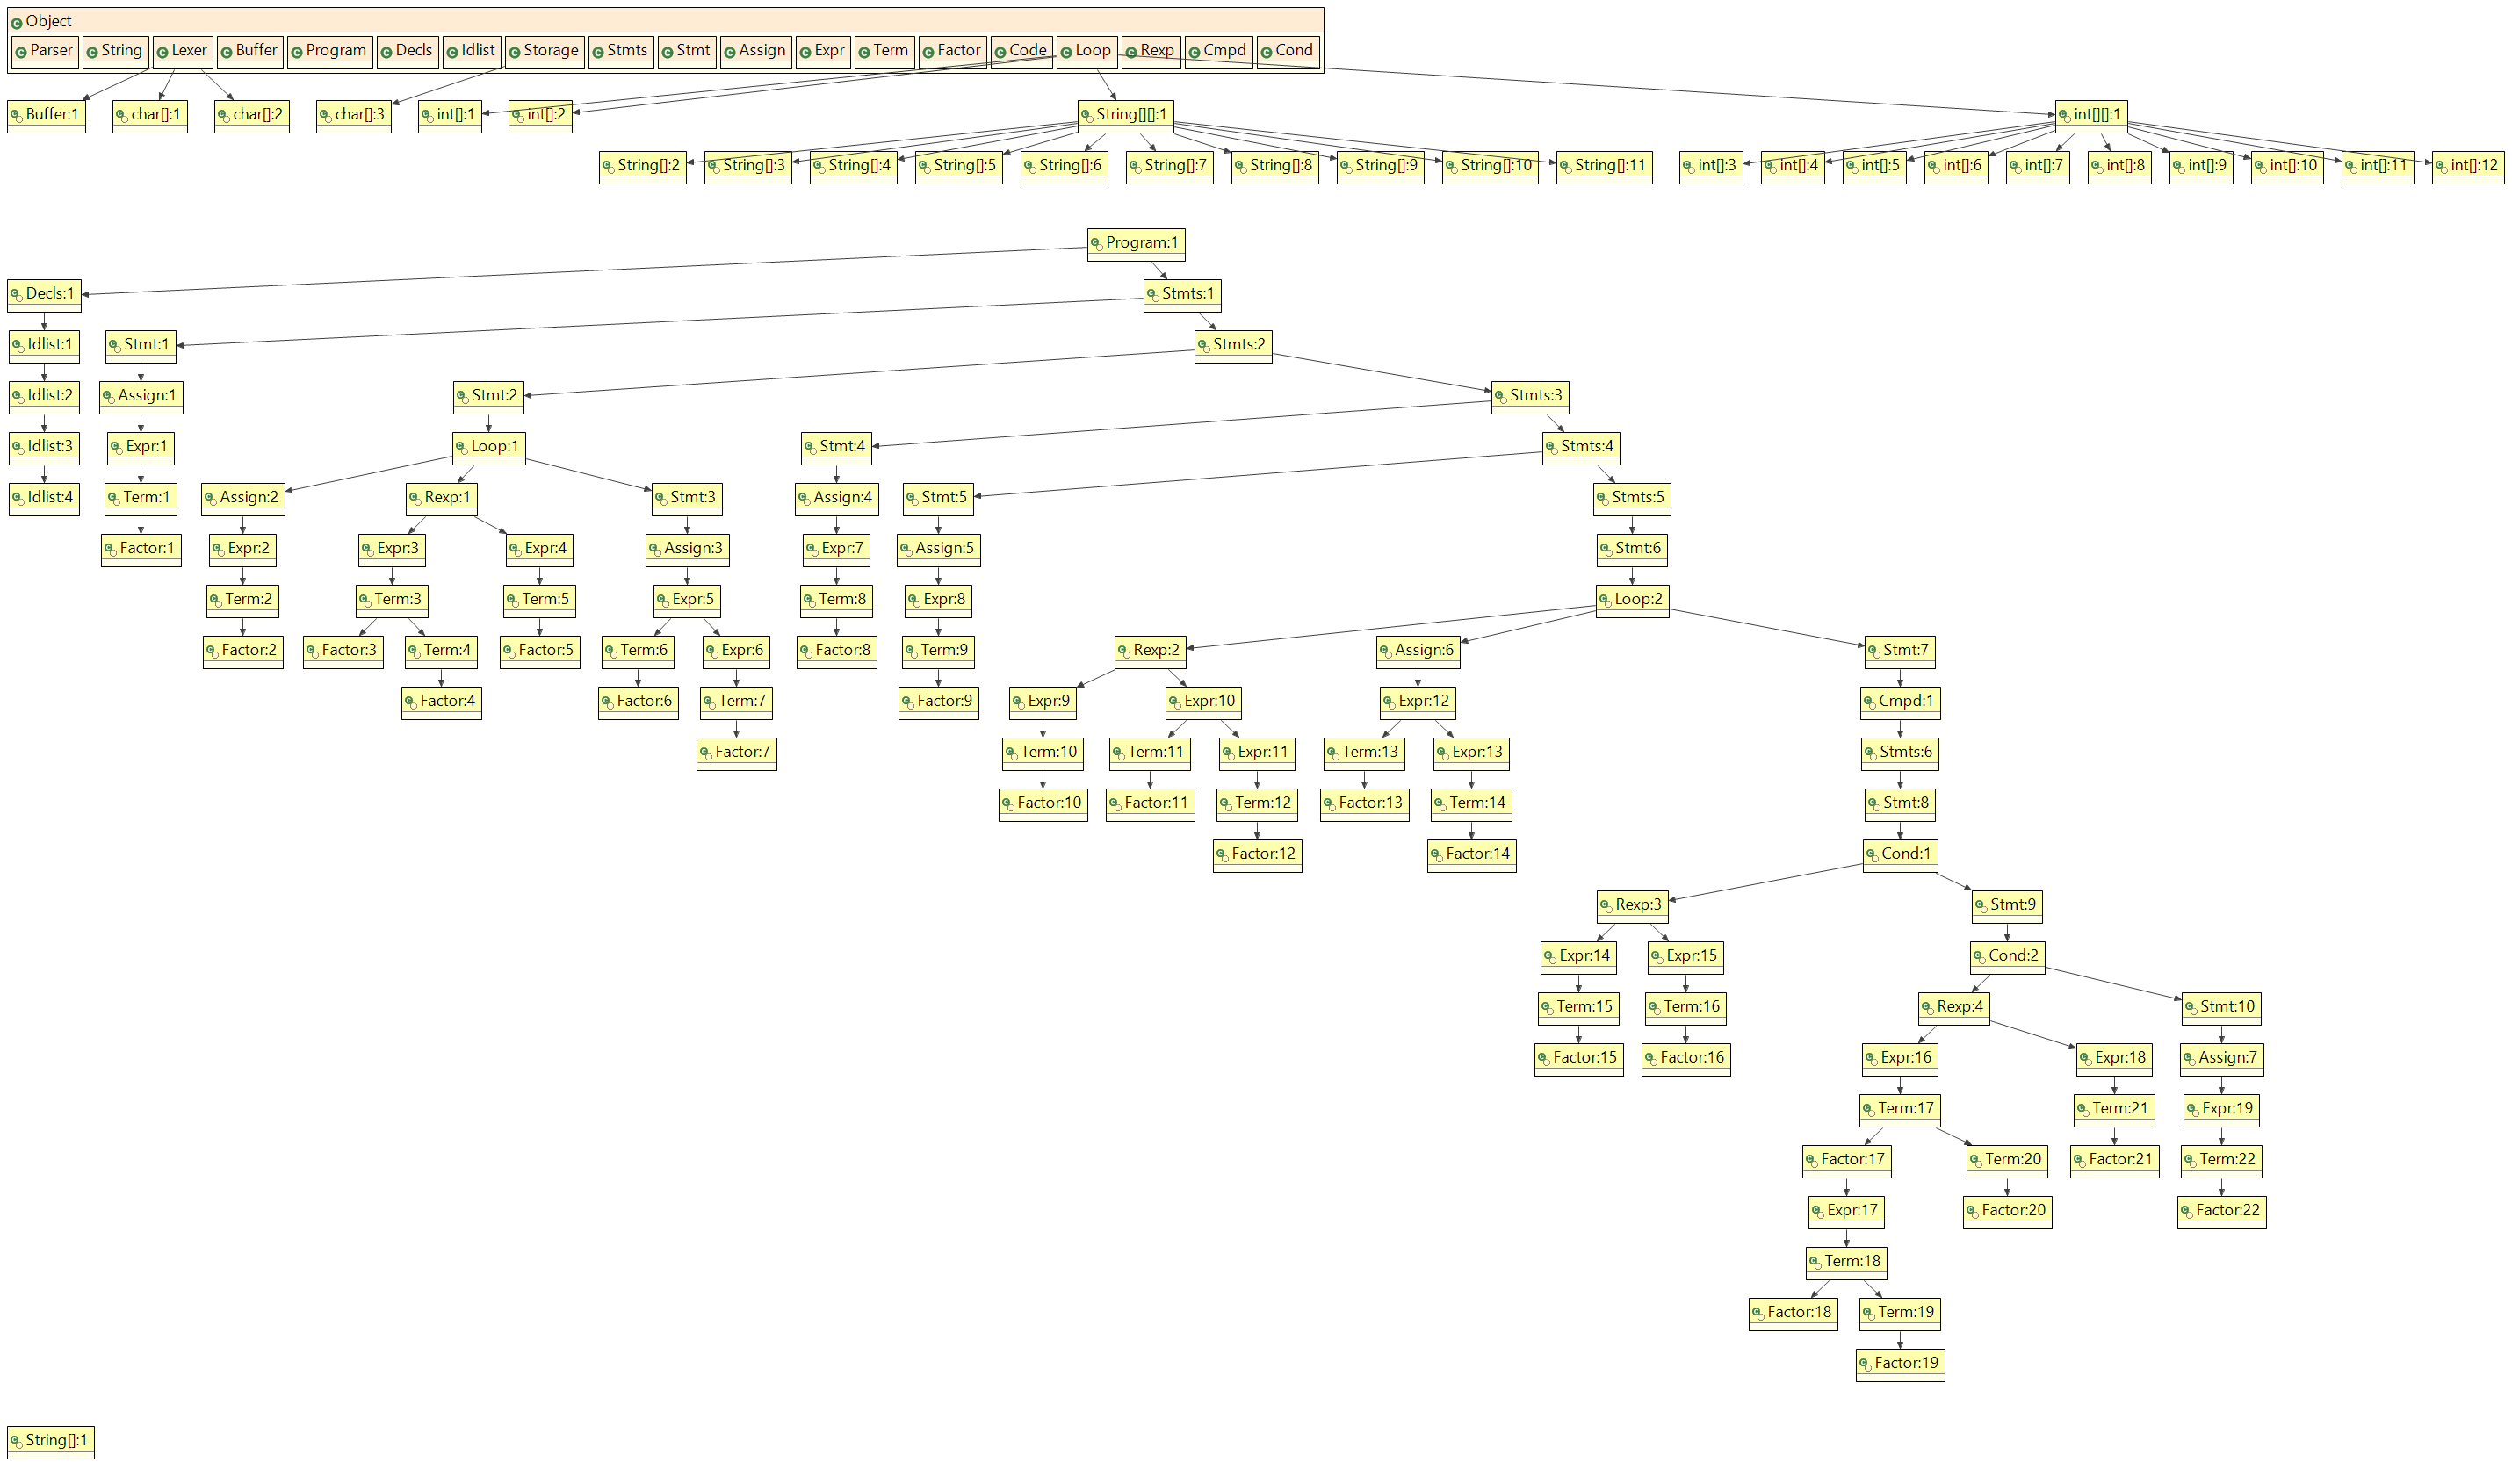 Object
Parser String Lexer Buffer Program Decls Idlist Storage Stmts Stmt Assign Expr Term Factor Code Loop Rexp Cmpd Cond
Buffer:1 char[]:1 char[]:2 char[]:3 int[]:1 int[]:2 String[][]:1 int[][]:1
String[]:2 String[]:3 String[]:4 String[]:5 String[]:6 String[]:7 String[]:8 String[]:9 String[]:10 String[]:11 int[]:3 int[]:4 int[]:5 int[]:6 int[]:7 int[]:8 int[]:9 int[]:10 int[]:11 int[]:12
Program:1
Decls:1 Stmts:1
Idlist:1 Stmt:1 Stmts:2
Idlist:2 Assign:1 Stmt:2 Stmts:3
Idlist:3 Expr:1 Loop:1 Stmt:4 Stmts:4
Idlist:4 Term:1 Assign:2 Rexp:1 Stmt:3 Assign:4 Stmt:5 Stmts:5
Factor:1 Expr:2 Expr:3 Expr:4 Assign:3 Expr:7 Assign:5 Stmt:6
Term:2 Term:3 Term:5 Expr:5 Term:8 Expr:8 Loop:2
Factor:2 Factor:3 Term:4 Factor:5 Term:6 Expr:6 Factor:8 Term:9 Rexp:2 Assign:6 Stmt:7
Factor:4 Factor:6 Term:7 Factor:9 Expr:9 Expr:10 Expr:12 Cmpd:1
Factor:7 Term:10 Term:11 Expr:11 Term:13 Expr:13 Stmts:6
Factor:10 Factor:11 Term:12 Factor:13 Term:14 Stmt:8
Factor:12 Factor:14 Cond:1
Rexp:3 Stmt:9
Expr:14 Expr:15 Cond:2
Term:15 Term:16 Rexp:4 Stmt:10
Factor:15 Factor:16 Expr:16 Expr:18 Assign:7
Term:17 Term:21 Expr:19
Factor:17 Term:20 Factor:21 Term:22
Expr:17 Factor:20 Factor:22
Term:18
Factor:18 Term:19
Factor:19
String[]:1